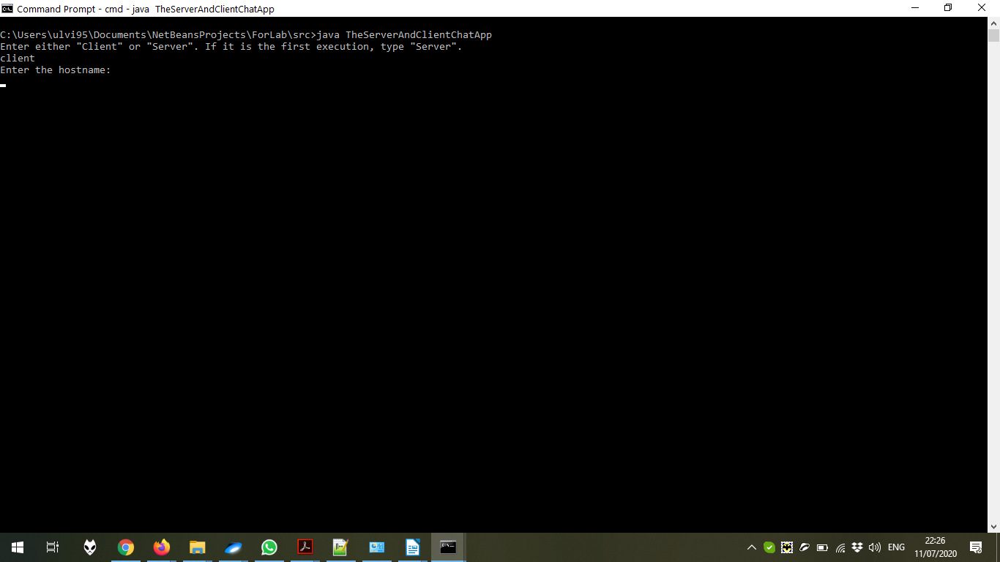 Command Prompt - cmd - java  TheServerAndClientChatApp
C:\Users\ulvi95\Documents\NetBeansProjects\ForLab\src>java TheServerAndClientChatApp
Enter either "Client" or "Server". If it is the first execution, type "Server".
client
Enter the hostname:
ENG
22:26
11/07/2020